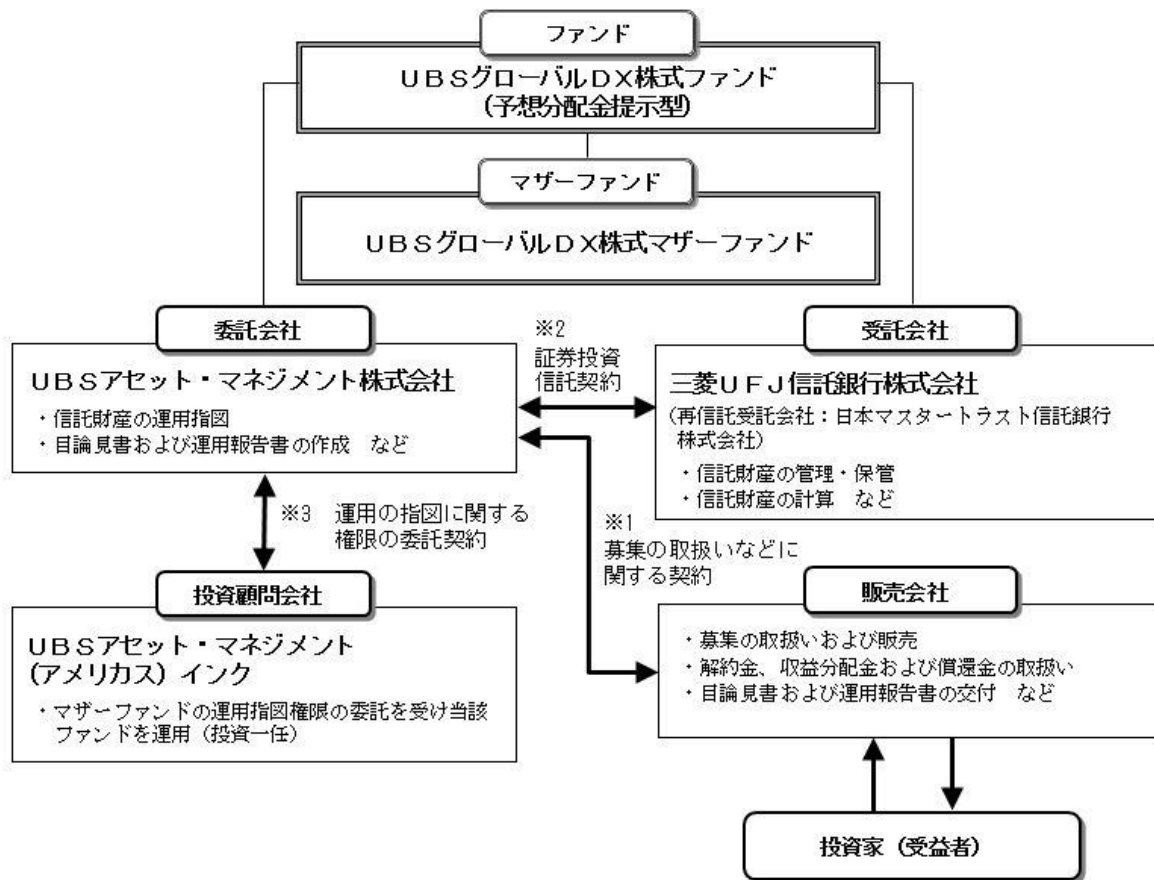 ファンド
UBSグローバルDX株式ファンド
(予想分配金提示型)
マザーファンド
UBSグローバルDX株式マザーファンド
委託会社
UBSアセット・マネジメント株式会社
・信託財産の運用指図
・目論見書および運用報告書の作成 など
※2
証券投資
信託契約
受託会社
三菱UFJ信託銀行株式会社
(再信託受託会社：日本マスタートラスト信託銀行
株式会社)
・信託財産の管理・保管
・信託財産の計算 など
※3 運用の指図に関する
権限の委託契約
※1
募集の取扱いなどに
関する契約
投資顧問会社
UBSアセット・マネジメント
(アメリカス) インク
・マザーファンドの運用指図権限の委託を受け当該
ファンドを運用 (投資一任)
販売会社
・募集の取扱いおよび販売
・解約金、収益分配金および償還金の取扱い
・目論見書および運用報告書の交付 など
投資家 (受益者)